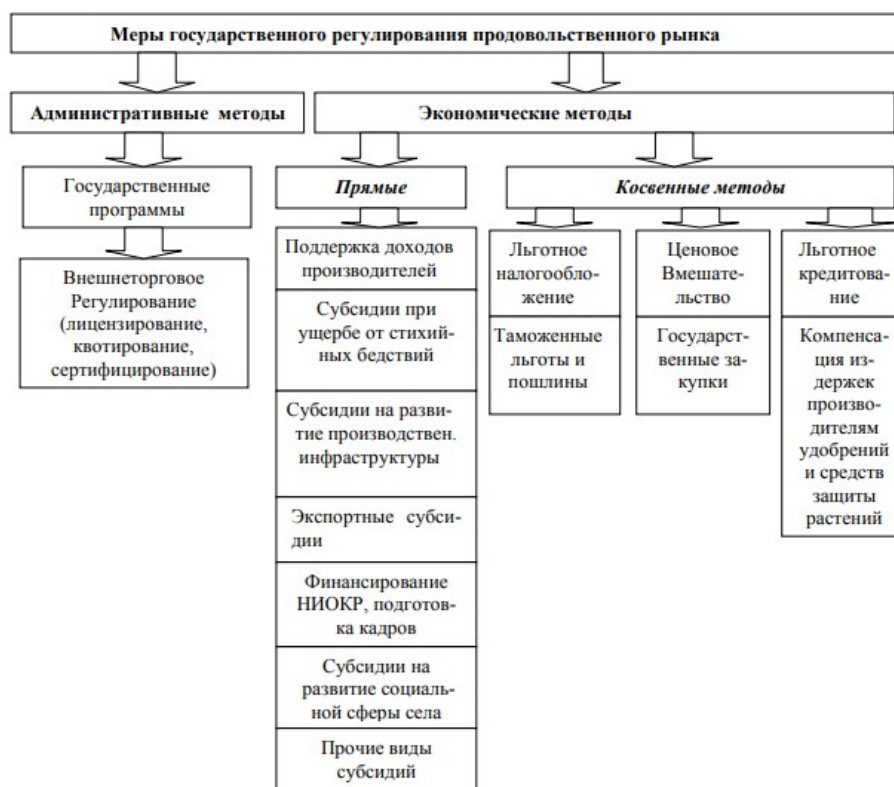 Меры государственного регулирования продовольственного рынка
Административные методы
Экономические методы
Государственные
программы
Прямые
Косвенные методы
Внешнеторговое
Регулирование
(лицензирование,
квотирование,
сертифицирование)
Поддержка доходов
производителей
Субсидии при
ущербе от стихий-
ных бедствий
Субсидии на разви-
тие производствен.
инфраструктуры
Экспортные субси-
дии
Финансирование
НИОКР, подготов-
ка кадров
Субсидии на
развитие социаль-
ной сферы села
Прочие виды
субсидий
Льготное
налогообло-
жение
Таможенные
льготы и
пошлины
Ценовое
Вмешатель-
льство
Государст-
венные за-
купки
Льготное
кредитова-
ние
Компенса-
ция из-
держек
произво-
дителям
удобрений
и средств
защиты
растений